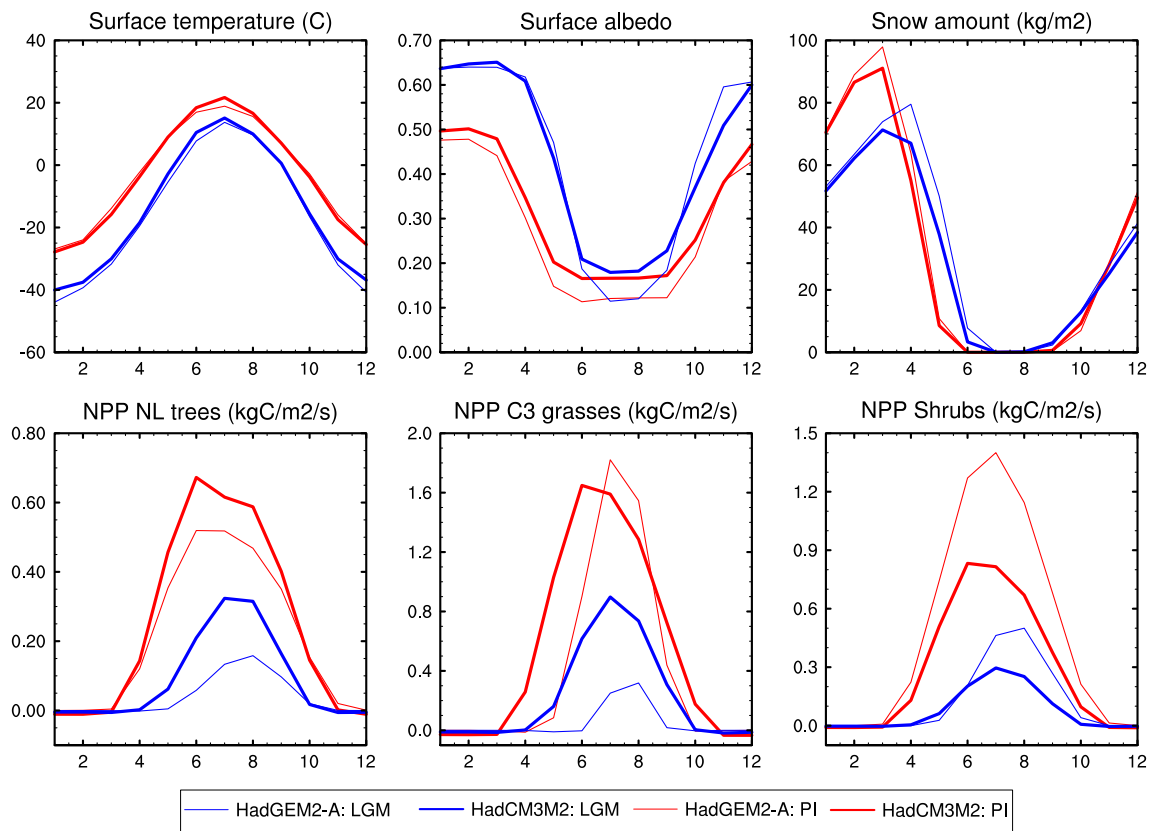 Surface temperature (C)
Surface albedo
Snow amount (kg/m2)
40
20
0
-20
-40
-60
2 4 6 8 10 12
0.70
0.60
0.50
0.40
0.30
0.20
0.10
0.00
2 4 6 8 10 12
100
80
60
40
20
0
2 4 6 8 10 12
NPP NL trees (kgC/m2/s)
NPP C3 grasses (kgC/m2/s)
NPP Shrubs (kgC/m2/s)
0.80
0.60
0.40
0.20
0.00
2 4 6 8 10 12
2.0
1.6
1.2
0.8
0.4
0.0
2 4 6 8 10 12
1.5
1.2
0.9
0.6
0.3
0.0
2 4 6 8 10 12
HadGEM2-A: LGM HadCM3M2: LGM HadGEM2-A: PI HadCM3M2: PI